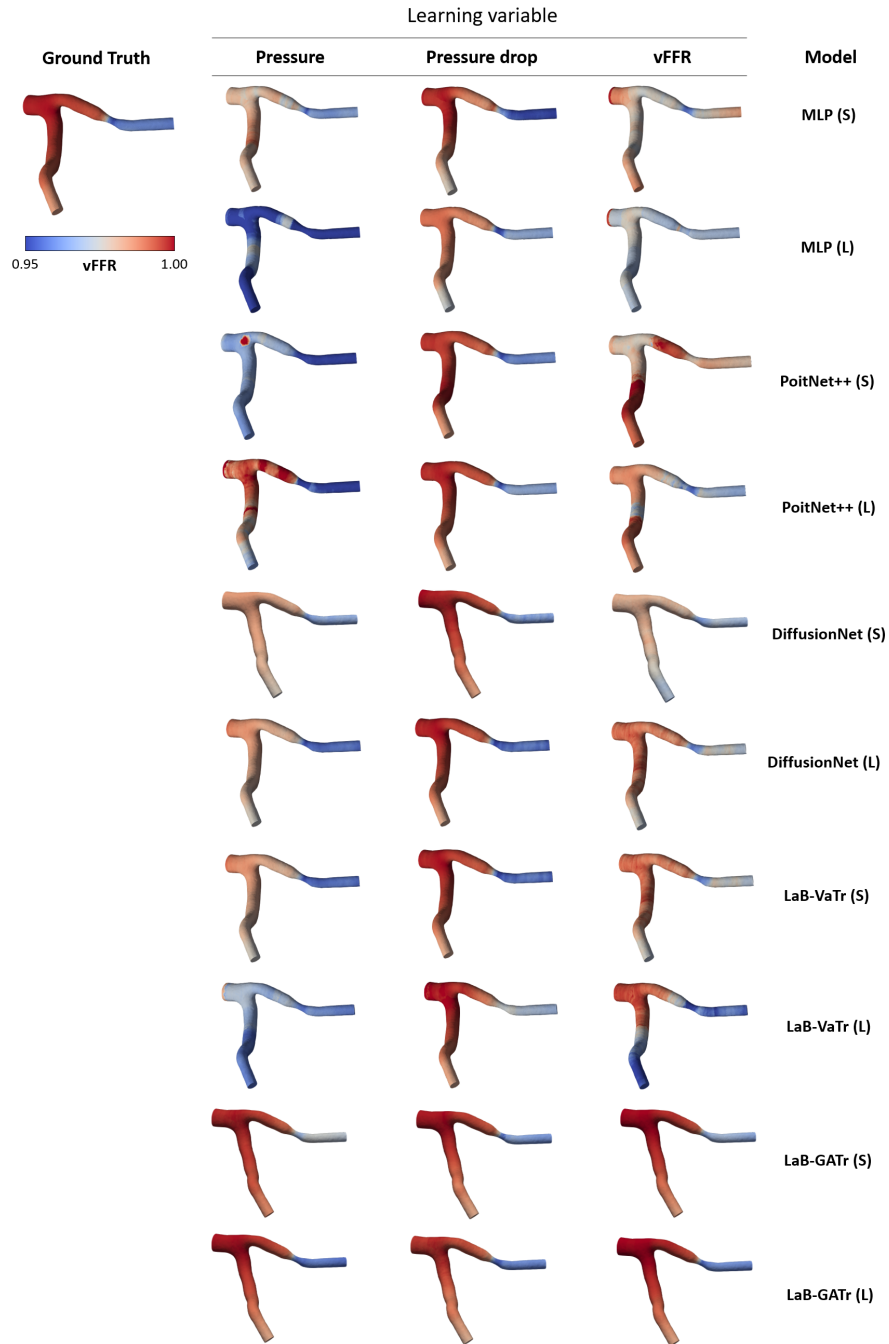 Learning variable
Ground Truth
Pressure
Pressure drop
vFFR
Model
MLP (S)
0.95
vFFR
1.00
MLP (L)
PoitNet++ (S)
PoitNet++ (L)
DiffusionNet (S)
DiffusionNet (L)
LaB-VaTr (S)
LaB-VaTr (L)
LaB-GATr (S)
LaB-GATr (L)